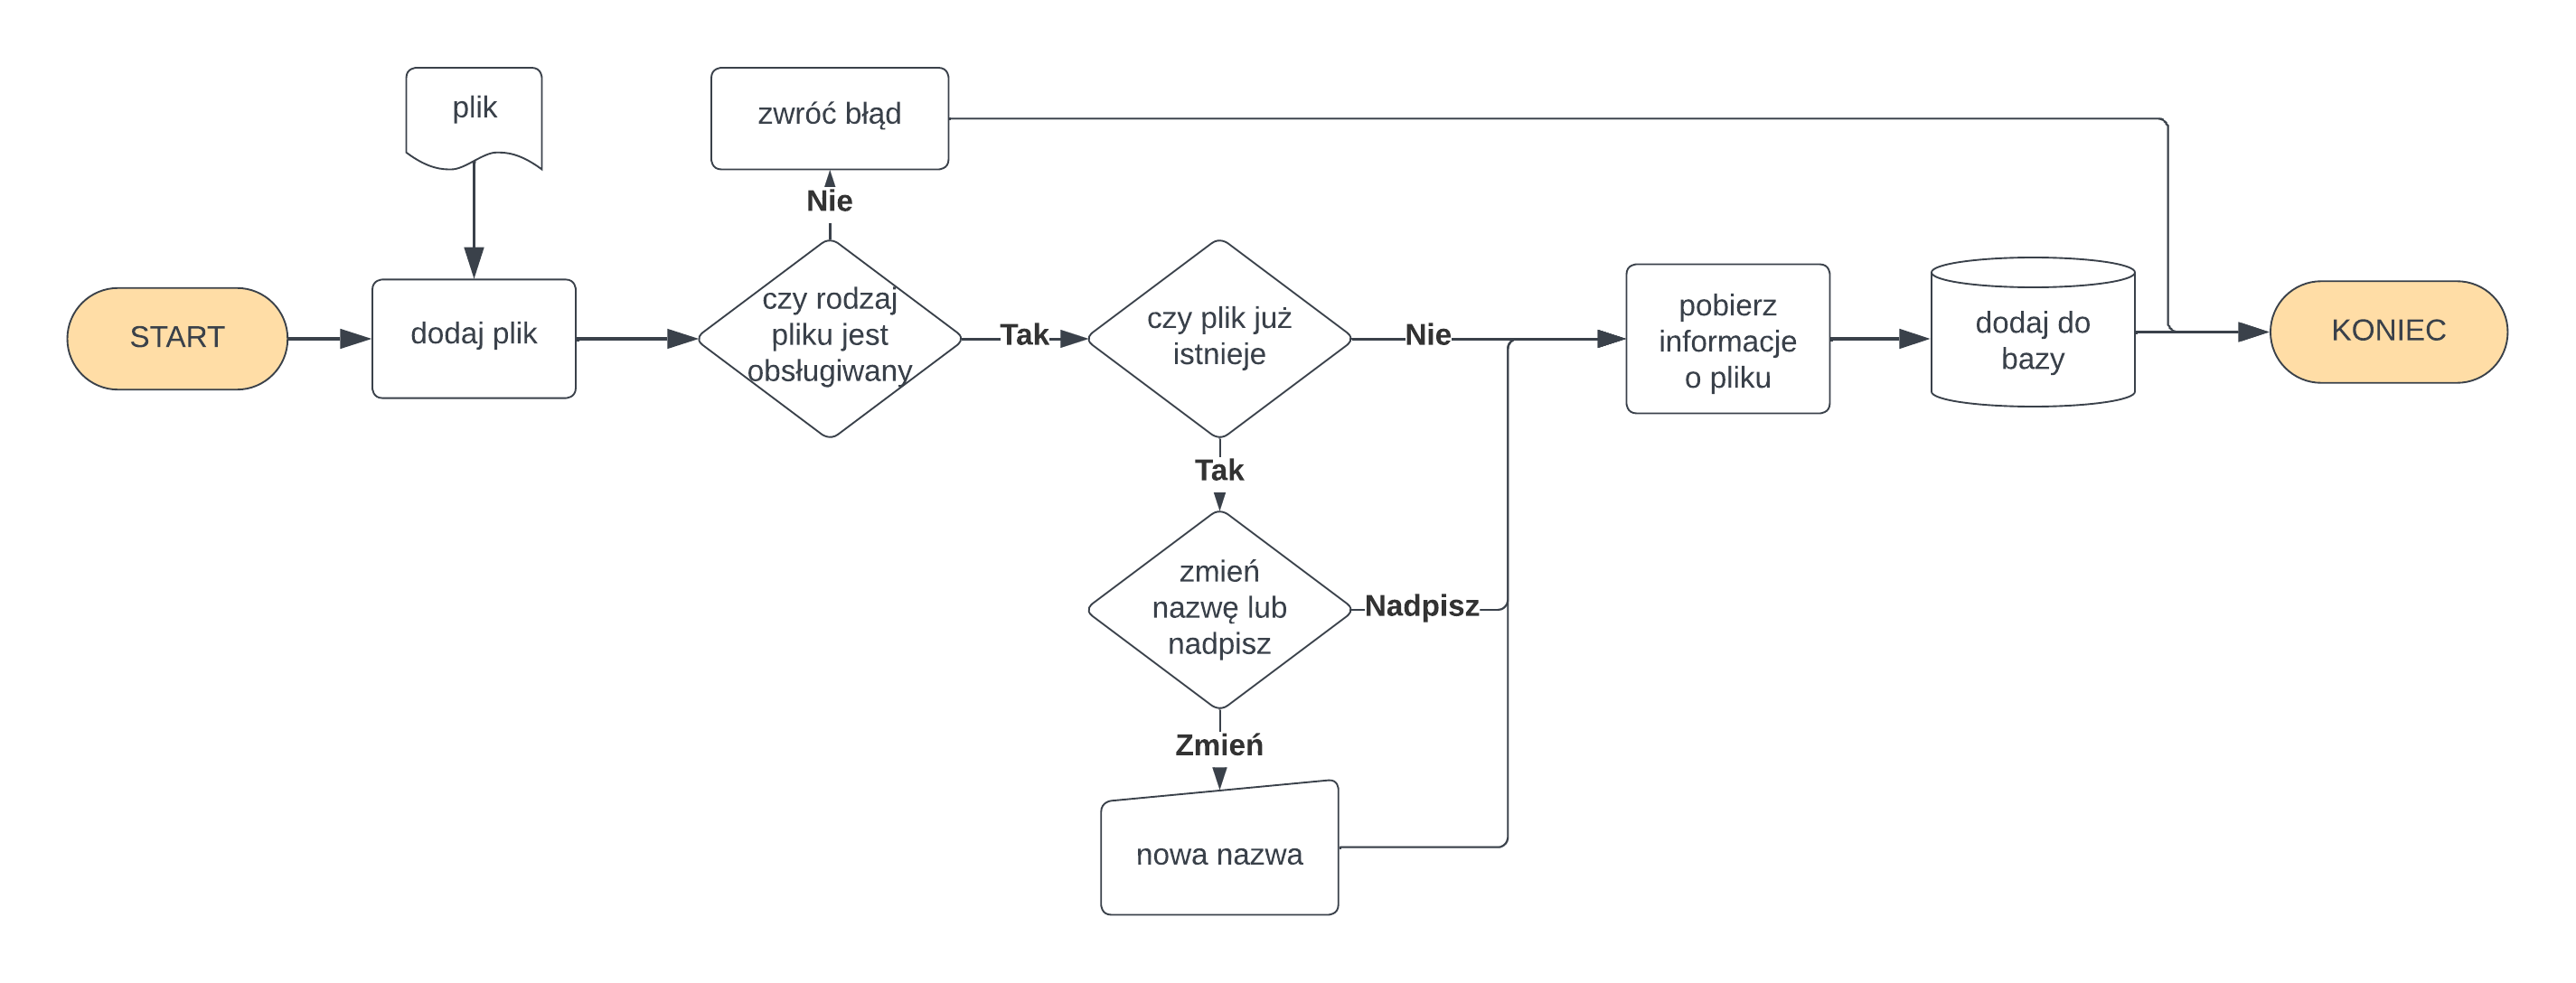 plik
zwróć błąd
Nie
START
dodaj plik
czy rodzaj
pliku jest
obsługiwany
Tak
czy plik już
istnieje
Nie
pobierz
informacje
o pliku
dodaj do
bazy
KONIEC
Tak
zmień
nazwę lub
nadpisz
Nadpisz
Zmień
nowa nazwa